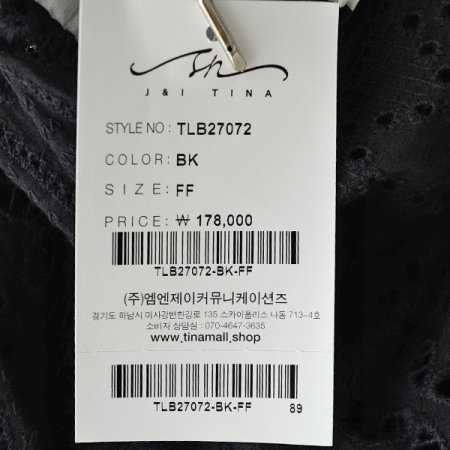 J & I TINA
STYLE NO: TLB27072
COLOR: BK
SIZE: FF
PRICE: ₩ 178,000
TLB27072-BK-FF
(주)엠엔제이커뮤니케이션즈
경기도 하남시 미사강변한강로 135 스카이폴리스 나동 713-4호
소비자 상담실 : 070-4647-3635
www.tinamall.shop
TLB27072-BK-FF 89